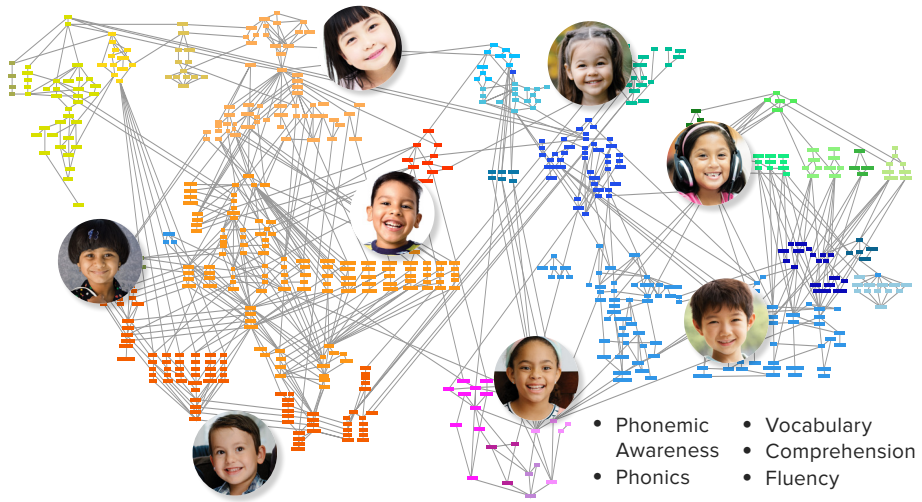 • Phonemic
Awareness
• Phonics
• Vocabulary
• Comprehension
• Fluency